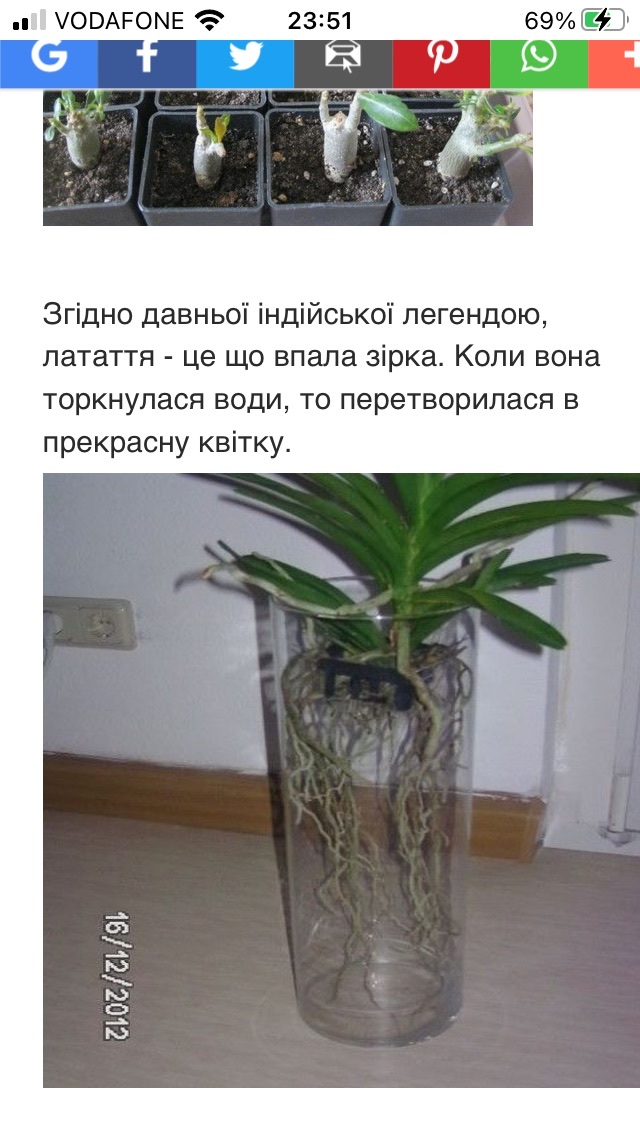 VODAFONE 23:51 69%
Згідно давньої індійської легендою,
латаття - це що впала зірка. Коли вона
торкнулася води, то перетворилася в
прекрасну квітку.
16/12/2012